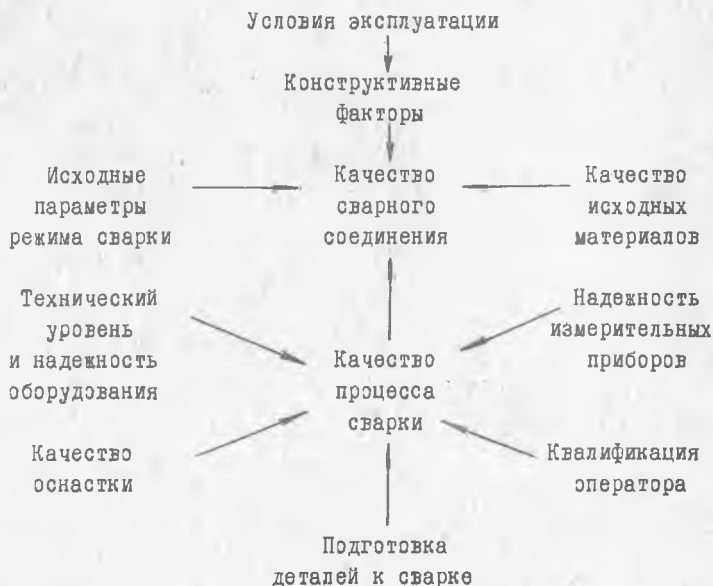 Условия эксплуатации
Конструктивные
факторы
Исходные
параметры
режима сварки
Качество
сварного
соединения
Качество
исходных
материалов
Технический
уровень
и надежность
оборудования
Качество
процесса
сварки
Надежность
измерительных
приборов
Качество
оснастки
Квалификация
оператора
Подготовка
деталей к сварке